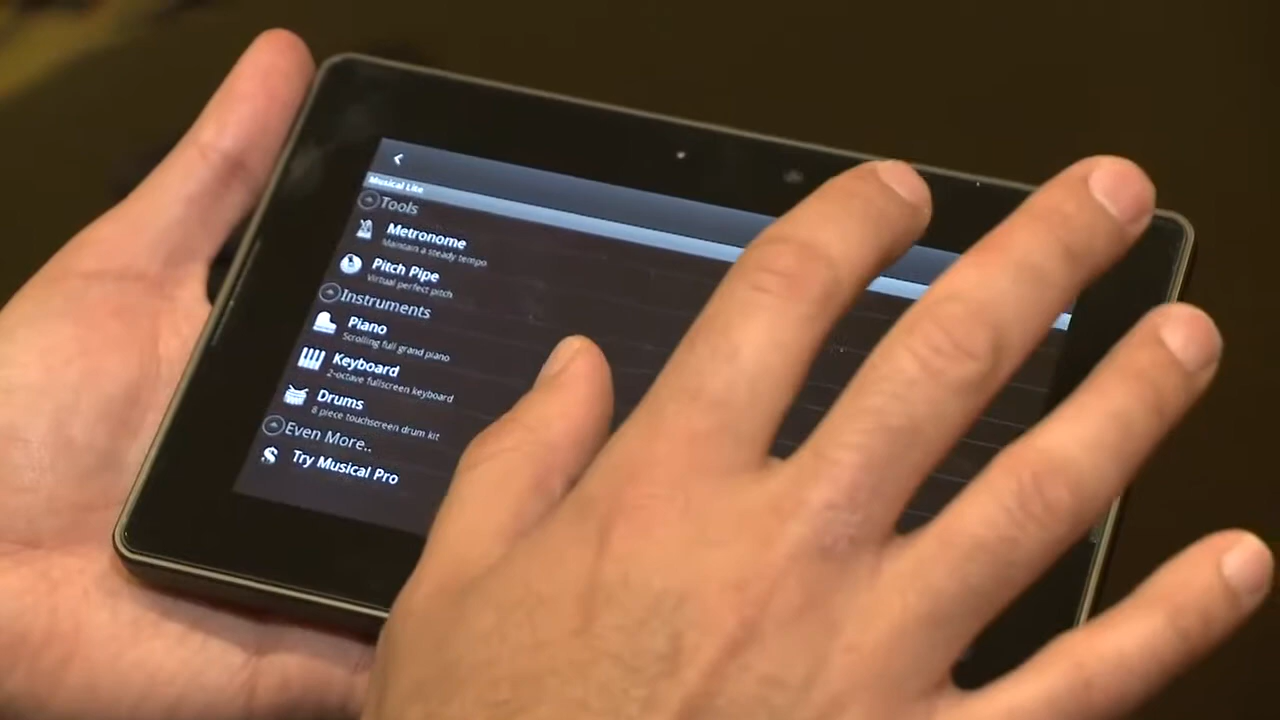 Musical Lite
Tools
Metronome
Maintain a steady tempo
Pitch Pipe
Virtual perfect pitch
Instruments
Piano
Scrolling full grand piano
Keyboard
2-octave fullscreen keyboard
Drums
8 piece touchscreen drum kit
Even More..
Try Musical Pro